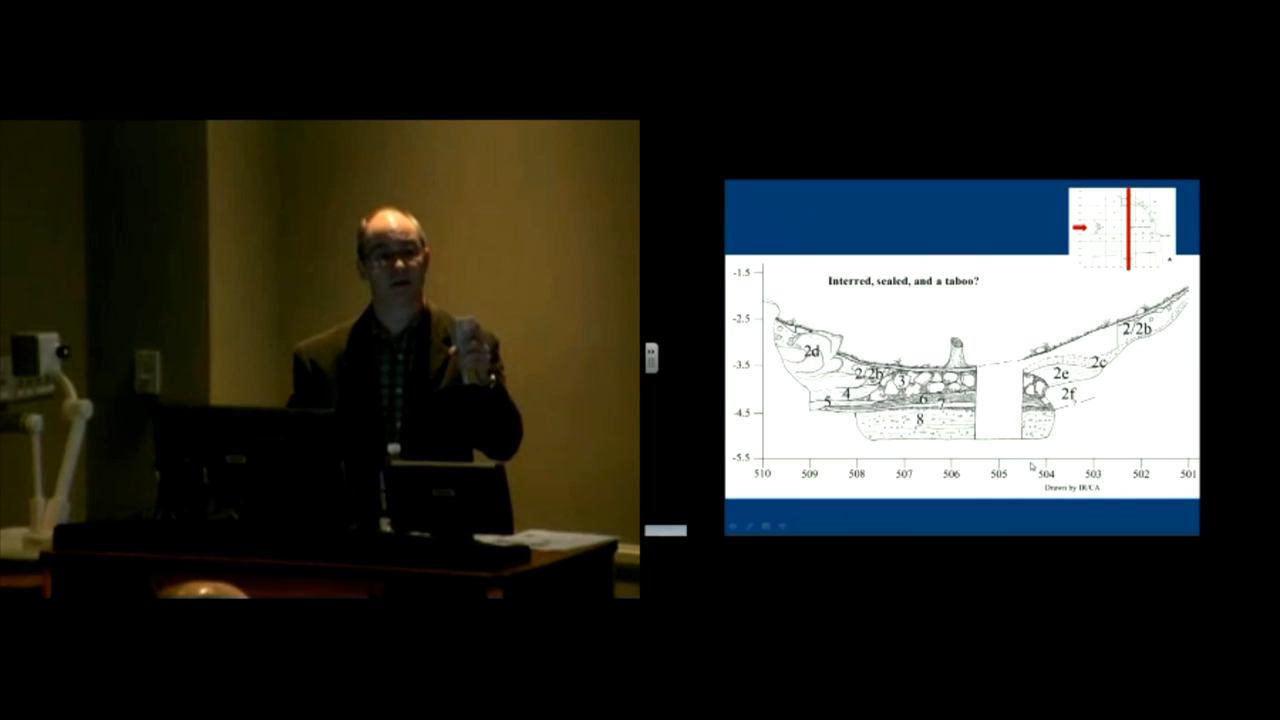 Interred, sealed, and a taboo?
-1.5
-2.5
-3.5
-4.5
-5.5
2d
2/2b
3
4
5
6
7
8
2/2b
2c
2e
2f
510 509 508 507 506 505 504 503 502 501
Drawn by IR/CA